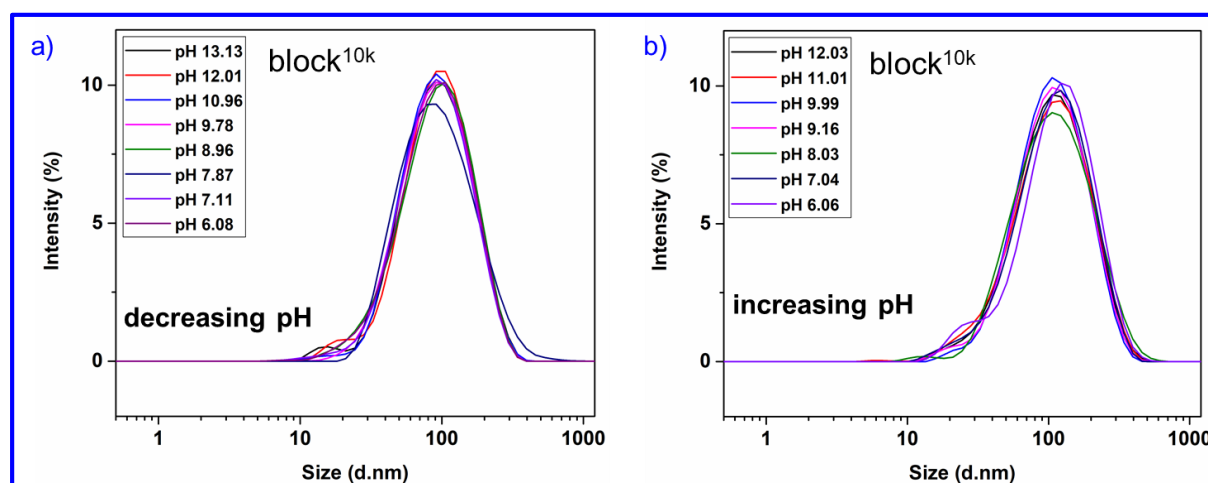 a)
block10k
pH 13.13
pH 12.01
pH 10.96
pH 9.78
pH 8.96
pH 7.87
pH 7.11
pH 6.08
decreasing pH
Intensity (%)
10
5
0
1
10
100
1000
Size (d.nm)
b)
block10k
pH 12.03
pH 11.01
pH 9.99
pH 9.16
pH 8.03
pH 7.04
pH 6.06
increasing pH
Intensity (%)
10
5
0
1
10
100
1000
Size (d.nm)